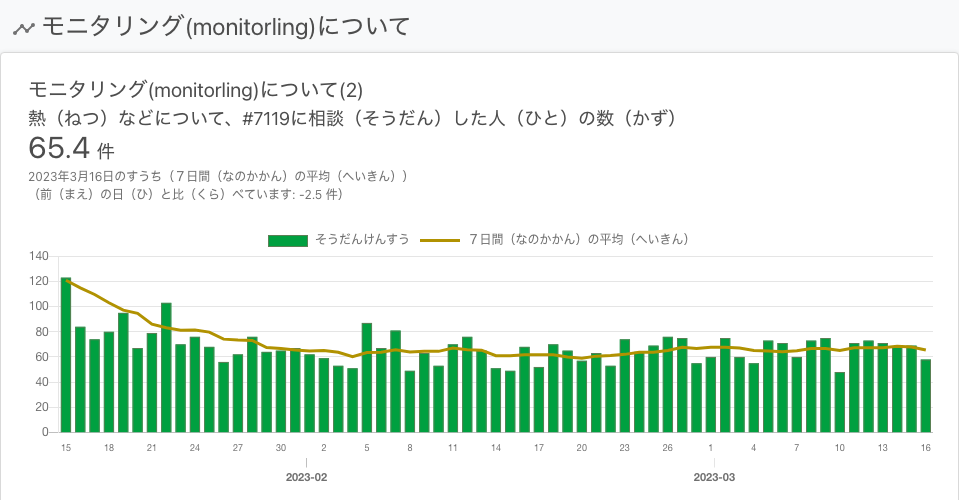 モニタリング(monitorling)について
モニタリング(monitorling)について(2)
熱（ねつ）などについて、#7119に相談（そうだん）した人（ひと）の数（かず）
65.4 件
2023年3月16日のすうち（７日間（なのかかん）の平均（へいきん））
（前（まえ）の日（ひ）と比（くら）べています: -2.5 件）
そうだんけんすう ７日間（なのかかん）の平均（へいきん）
140
120
100
80
60
40
20
0
15 18 21 24 27 30 2 5 8 11 14 17 20 23 26 1 4 7 10 13 16
2023-02 2023-03